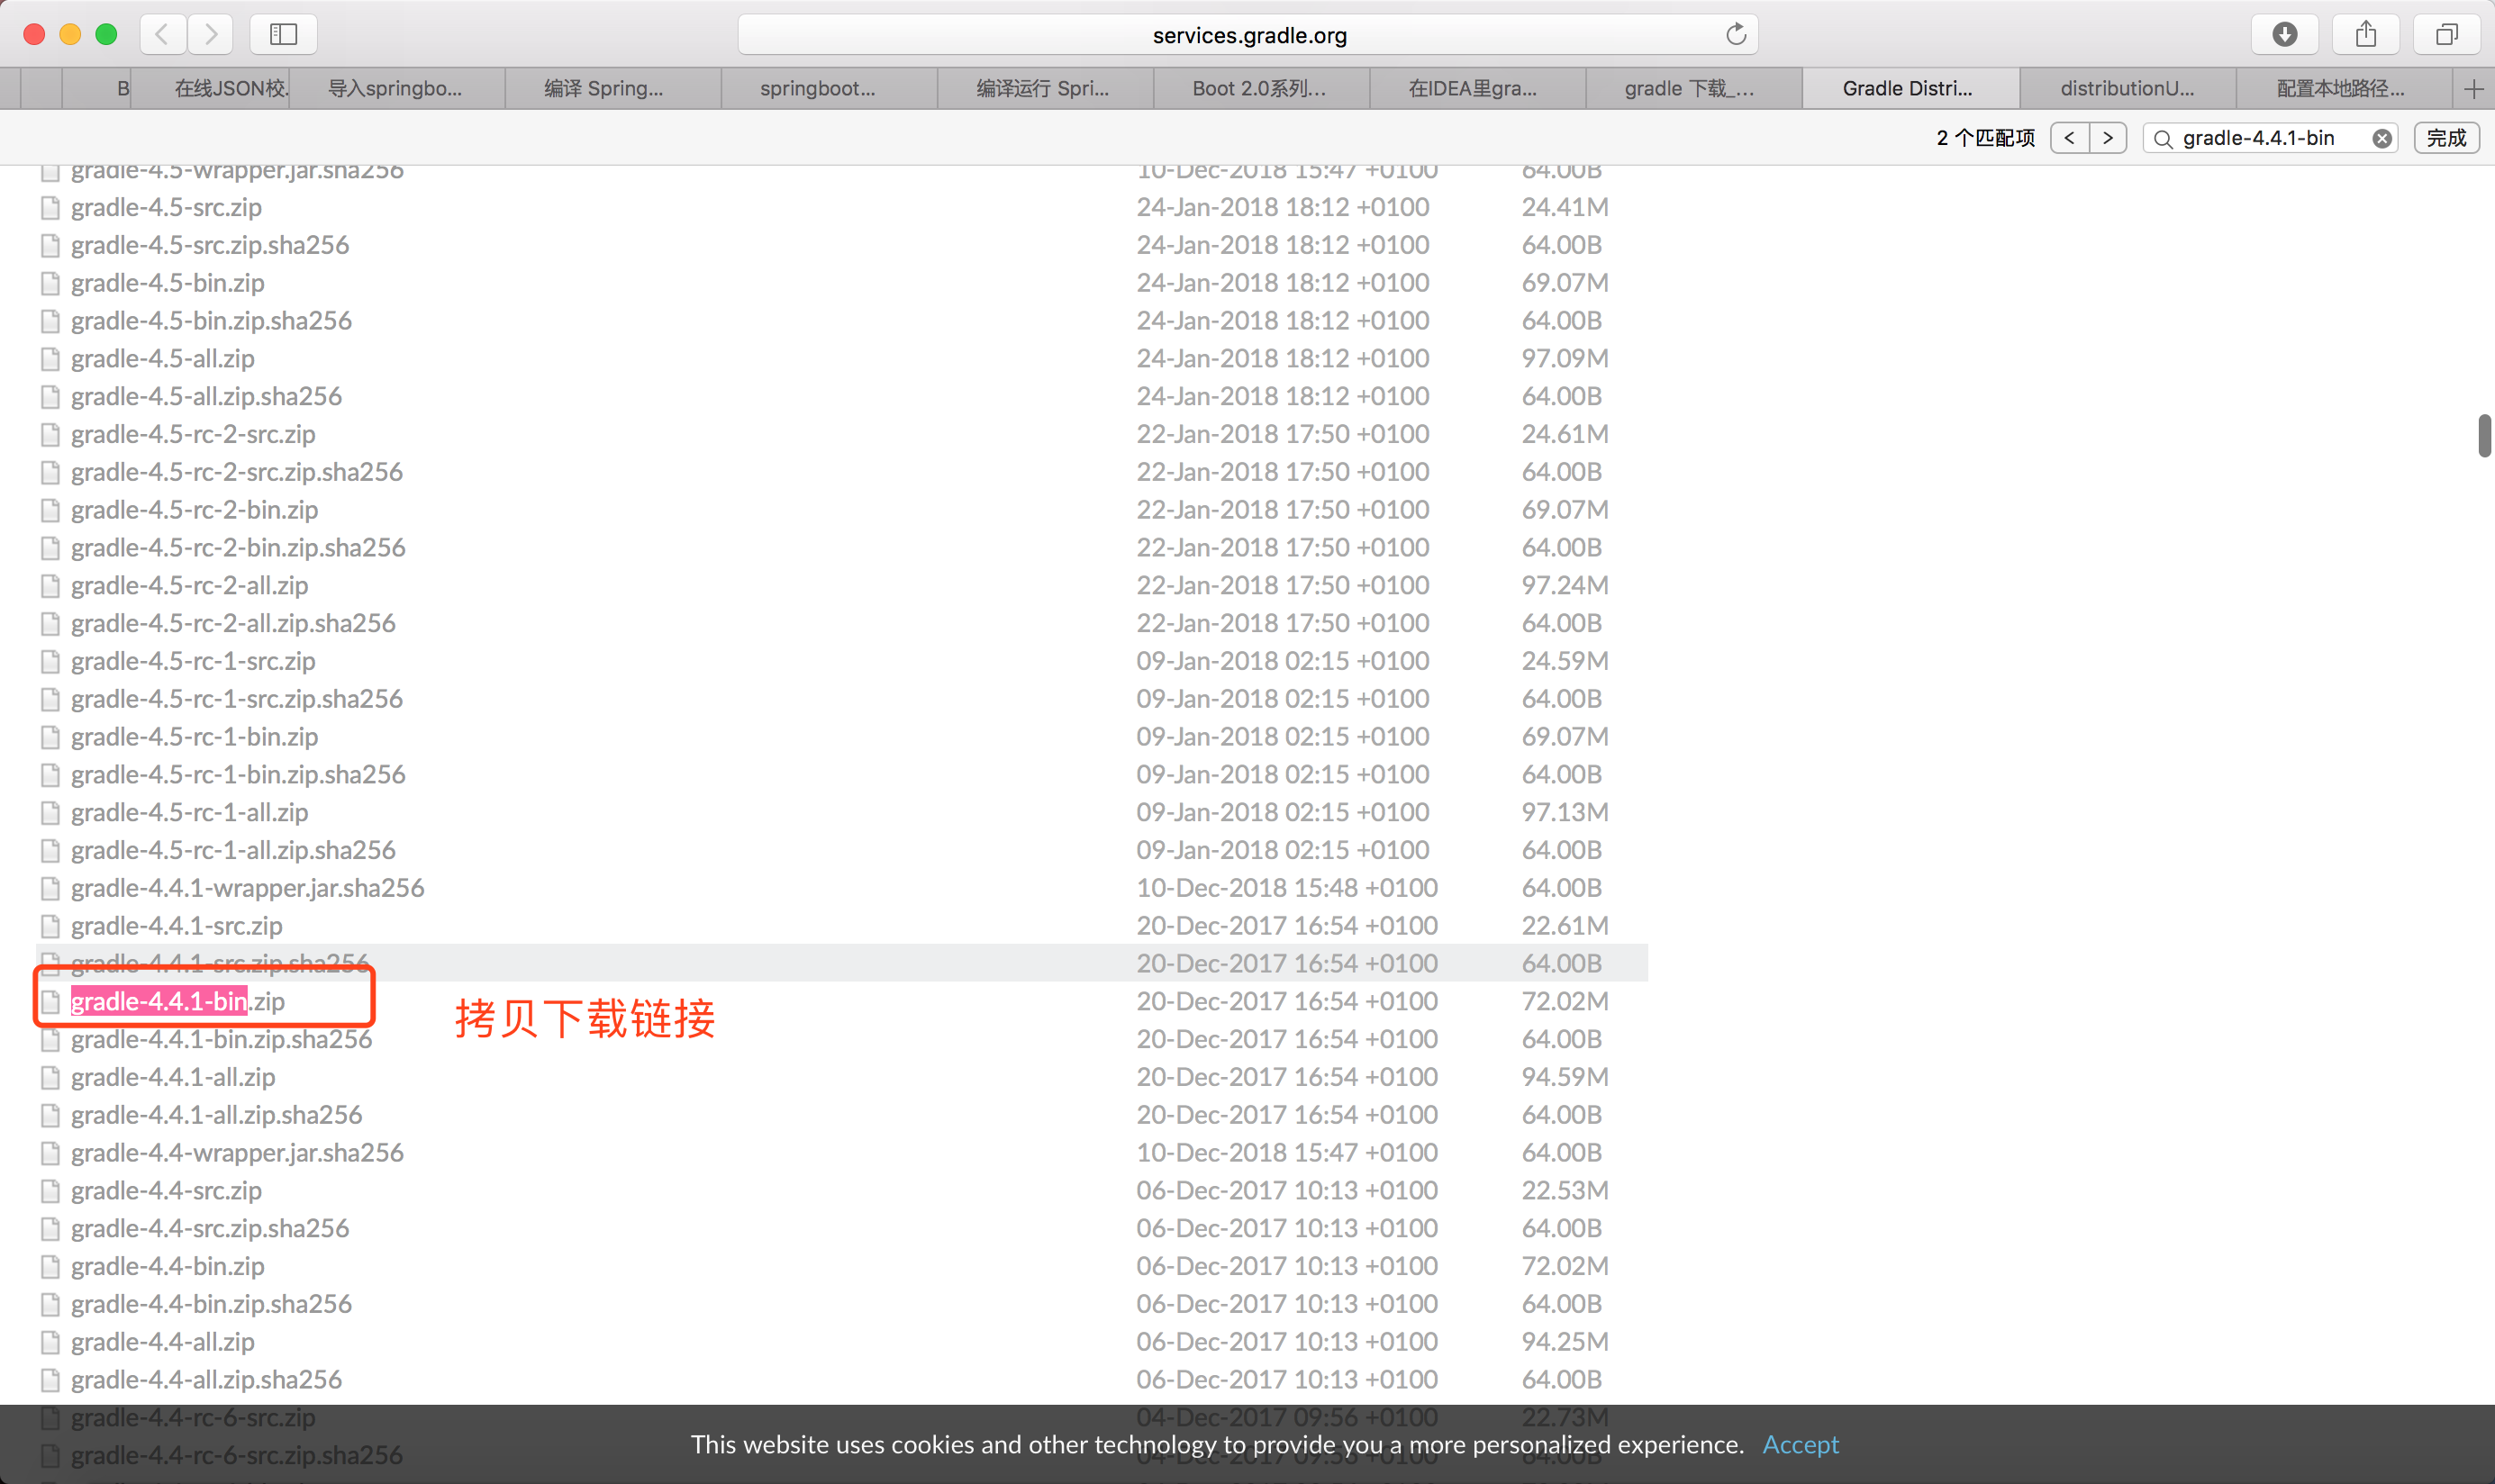 services.gradle.org
B
在线JSON校.
导入springbo...
编译 Spring...
springboot...
编译运行 Spri...
Boot 2.0系列...
在IDEA里gra...
gradle 下载_...
Gradle Distri...
distributionU...
配置本地路径...
2 个匹配项
gradle-4.4.1-bin
完成
gradle-4.5-wrapper.jar.sha256 10-Dec-2018 15:47 +0100 64.00B
gradle-4.5-src.zip 24-Jan-2018 18:12 +0100 24.41M
gradle-4.5-src.zip.sha256 24-Jan-2018 18:12 +0100 64.00B
gradle-4.5-bin.zip 24-Jan-2018 18:12 +0100 69.07M
gradle-4.5-bin.zip.sha256 24-Jan-2018 18:12 +0100 64.00B
gradle-4.5-all.zip 24-Jan-2018 18:12 +0100 97.09M
gradle-4.5-all.zip.sha256 24-Jan-2018 18:12 +0100 64.00B
gradle-4.5-rc-2-src.zip 22-Jan-2018 17:50 +0100 24.61M
gradle-4.5-rc-2-src.zip.sha256 22-Jan-2018 17:50 +0100 64.00B
gradle-4.5-rc-2-bin.zip 22-Jan-2018 17:50 +0100 69.07M
gradle-4.5-rc-2-bin.zip.sha256 22-Jan-2018 17:50 +0100 64.00B
gradle-4.5-rc-2-all.zip 22-Jan-2018 17:50 +0100 97.24M
gradle-4.5-rc-2-all.zip.sha256 22-Jan-2018 17:50 +0100 64.00B
gradle-4.5-rc-1-src.zip 09-Jan-2018 02:15 +0100 24.59M
gradle-4.5-rc-1-src.zip.sha256 09-Jan-2018 02:15 +0100 64.00B
gradle-4.5-rc-1-bin.zip 09-Jan-2018 02:15 +0100 69.07M
gradle-4.5-rc-1-bin.zip.sha256 09-Jan-2018 02:15 +0100 64.00B
gradle-4.5-rc-1-all.zip 09-Jan-2018 02:15 +0100 97.13M
gradle-4.5-rc-1-all.zip.sha256 09-Jan-2018 02:15 +0100 64.00B
gradle-4.4.1-wrapper.jar.sha256 10-Dec-2018 15:48 +0100 64.00B
gradle-4.4.1-src.zip 20-Dec-2017 16:54 +0100 22.61M
gradle-4.4.1-src.zip.sha256 20-Dec-2017 16:54 +0100 64.00B
gradle-4.4.1-bin.zip 20-Dec-2017 16:54 +0100 72.02M
拷贝下载链接
gradle-4.4.1-bin.zip.sha256 20-Dec-2017 16:54 +0100 64.00B
gradle-4.4.1-all.zip 20-Dec-2017 16:54 +0100 94.59M
gradle-4.4.1-all.zip.sha256 20-Dec-2017 16:54 +0100 64.00B
gradle-4.4-wrapper.jar.sha256 10-Dec-2018 15:47 +0100 64.00B
gradle-4.4-src.zip 06-Dec-2017 10:13 +0100 22.53M
gradle-4.4-src.zip.sha256 06-Dec-2017 10:13 +0100 64.00B
gradle-4.4-bin.zip 06-Dec-2017 10:13 +0100 72.02M
gradle-4.4-bin.zip.sha256 06-Dec-2017 10:13 +0100 64.00B
gradle-4.4-all.zip 06-Dec-2017 10:13 +0100 94.25M
gradle-4.4-all.zip.sha256 06-Dec-2017 10:13 +0100 64.00B
gradle-4.4-rc-6-src.zip 04-Dec-2017 09:56 +0100 22.73M
This website uses cookies and other technology to provide you a more personalized experience. Accept
gradle-4.4-rc-6-src.zip.sha256